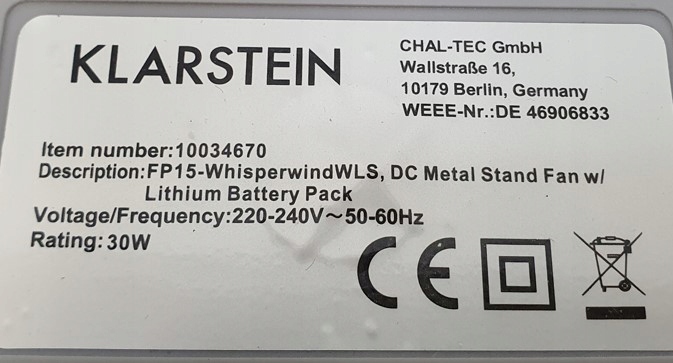 KLARSTEIN
CHAL-TEC GmbH
Wallstraße 16,
10179 Berlin, Germany
WEEE-Nr.:DE 46906833
Item number:10034670
Description:FP15-WhisperwindWLS, DC Metal Stand Fan w/
Lithium Battery Pack
Voltage/Frequency:220-240V~50-60Hz
Rating:30W
CE